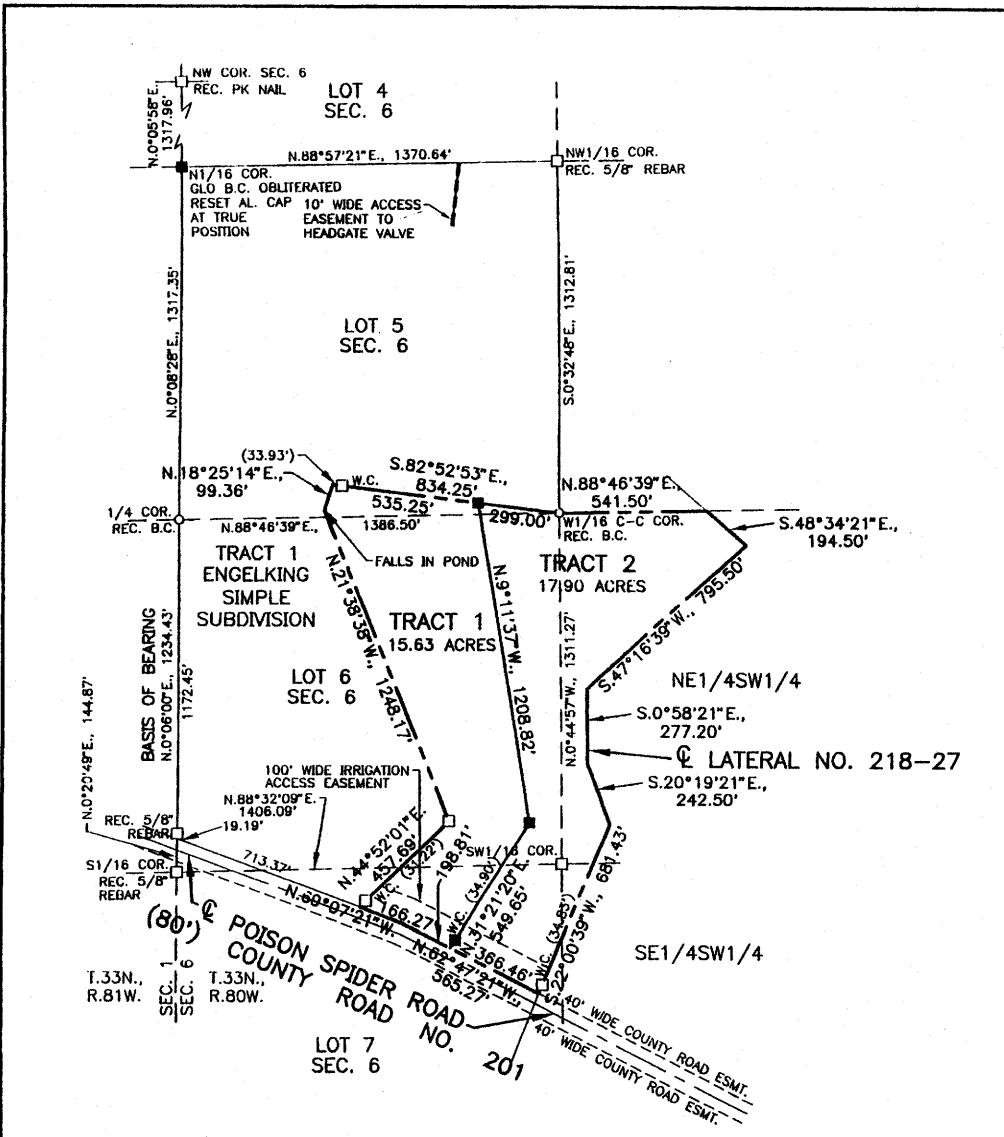 NW COR. SEC. 6
REC. PK NAIL
LOT 4
SEC. 6
N.0°05'58"E.,
1317.96'
N.88°57'21"E., 1370.64'
NW1/16 COR.
REC. 5/8" REBAR
N1/16 COR.
GLO B.C. OBLITERATED
RESET AL. CAP
AT TRUE
POSITION
10' WIDE ACCESS
EASEMENT TO
HEADGATE VALVE
N.0°08'28"E., 1317.35'
S.0°32'48"E., 1312.81'
LOT 5
SEC. 6
(33.93')
N.18°25'14"E.,
99.36'
W.C.
S.82°52'53"E.,
834.25'
535.25'
299.00'
N.88°46'39"E.,
541.50'
1/4 COR.
REC. B.C.
N.88°46'39"E.,
1386.50'
W1/16 C-C COR.
REC. B.C.
S.48°34'21"E.,
194.50'
FALLS IN POND
TRACT 1
ENGELKING
SIMPLE
SUBDIVISION
TRACT 1
15.63 ACRES
TRACT 2
17.90 ACRES
N.21°38'38"W., 1248.17'
N.9°11'37"W., 1208.82'
N.0°44'57"W., 1311.27'
S.47°16'39"W., 795.50'
BASIS OF BEARING
N.0°06'00"E., 1234.43'
1172.45'
LOT 6
SEC. 6
NE1/4SW1/4
S.0°58'21"E.,
277.20'
℄ LATERAL NO. 218-27
S.20°19'21"E.,
242.50'
N.0°20'49"E., 144.87'
100' WIDE IRRIGATION
ACCESS EASEMENT
N.88°32'09"E.
1406.09'
REC. 5/8"
REBAR
19.19'
713.37'
S1/16 COR.
REC. 5/8"
REBAR
SW1/16 COR.
N.44°52'01"E.
457.69'
W.C. (31.22')
198.81'
W.C. (34.90')
N.31°21'20"E.
549.65'
W.C. (34.83')
S.22°00'39"W., 681.43'
166.27'
366.46'
N.62°47'21"W.,
565.27'
(80')
℄ POISON SPIDER ROAD
COUNTY ROAD NO. 201
SE1/4SW1/4
T.33N.,
R.81W.
SEC. 1
SEC. 6
T.33N.,
R.80W.
LOT 7
SEC. 6
40' WIDE COUNTY ROAD ESMT.
40' WIDE COUNTY ROAD ESMT.